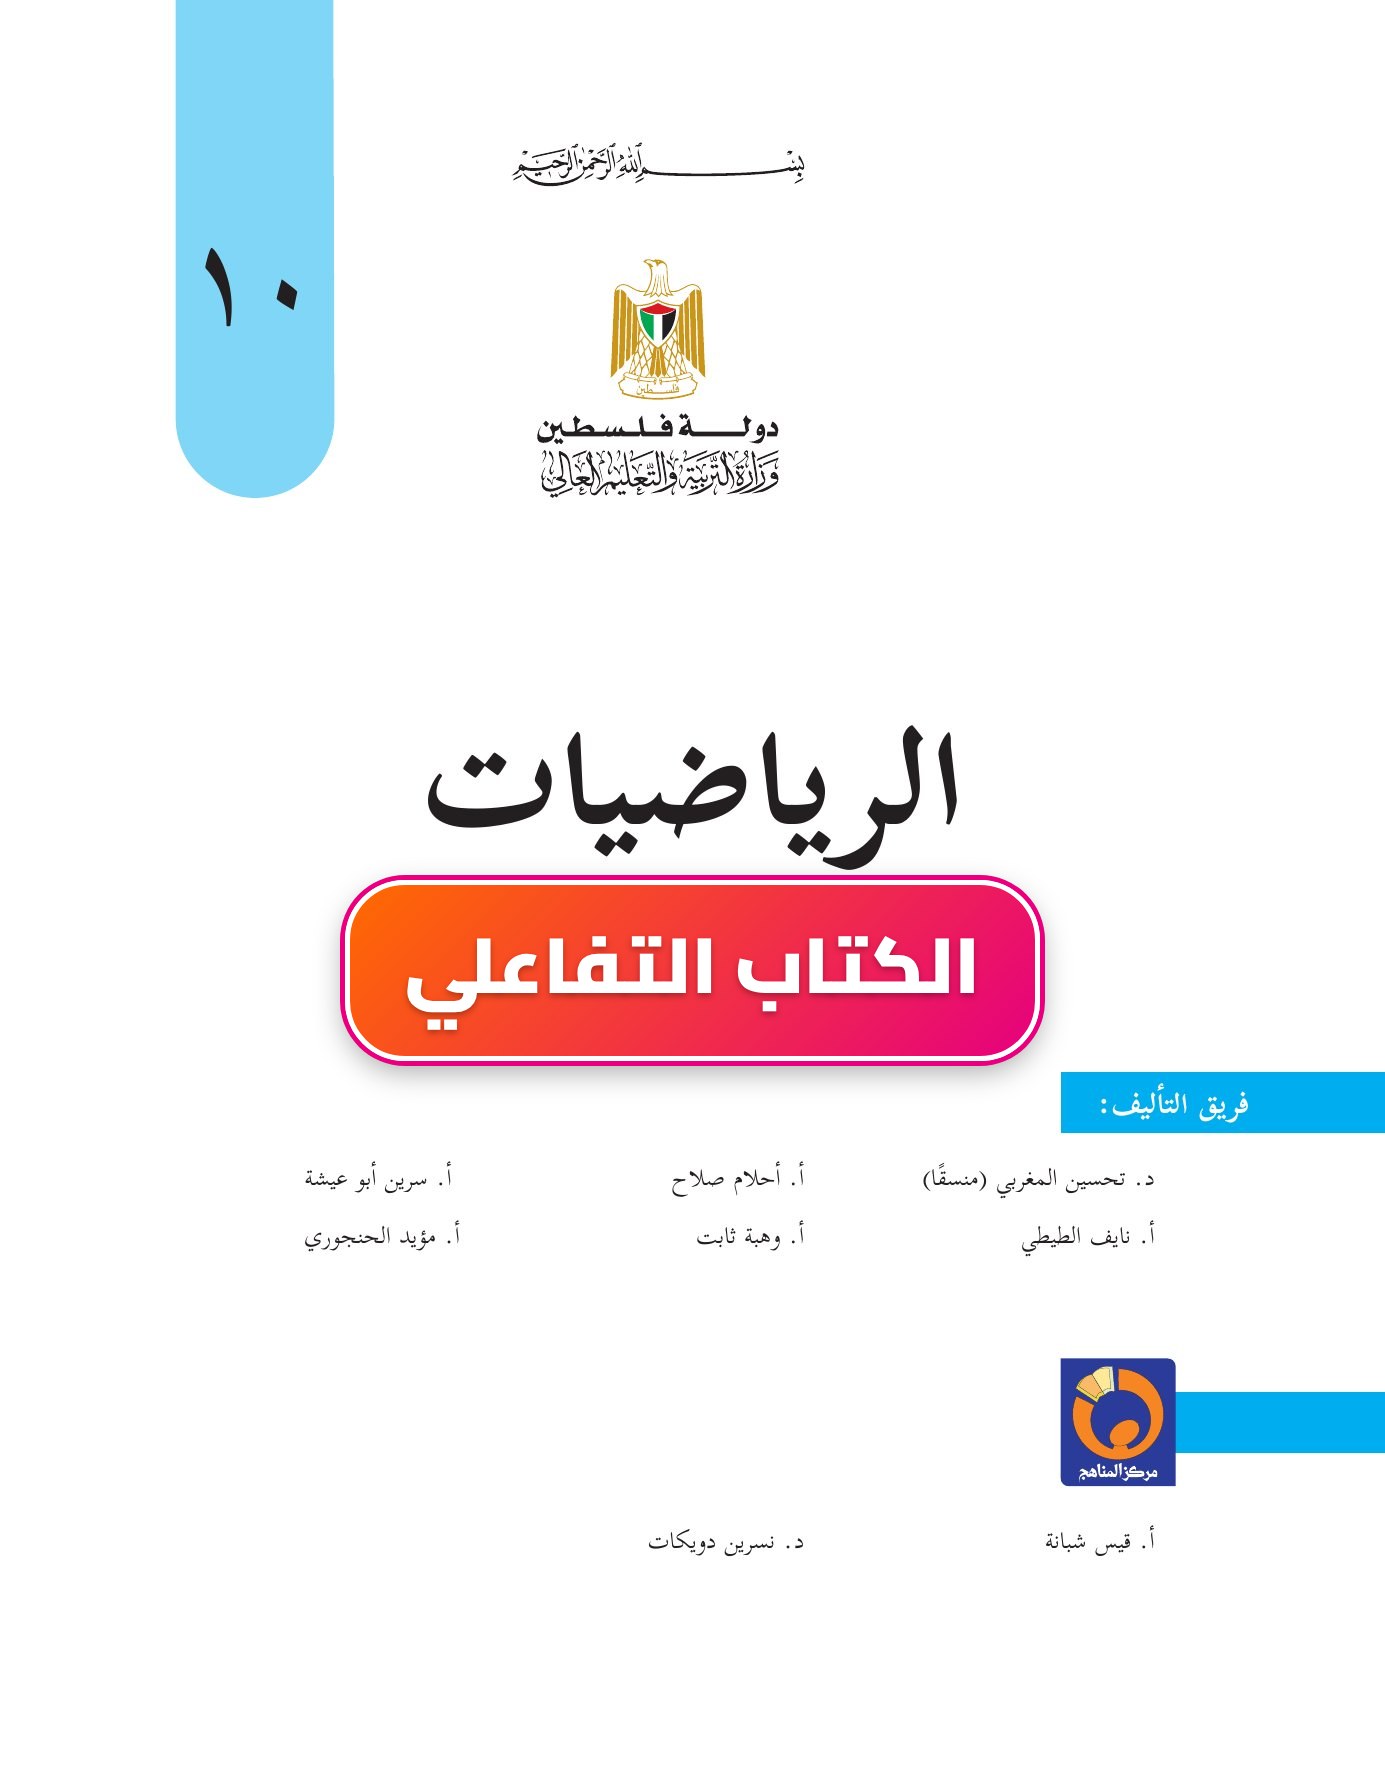 بسم الله الرحمن الرحيم
١٠
فلسطين
دولة فلسطين
وزارة التربية والتعليم العالي
الرياضيات
الكتاب التفاعلي
فريق التأليف:
د. تحسين المغربي (منسقًا) أ. أحلام صلاح أ. سرين أبو عيشة
أ. نايف الطيطي أ. وهبة ثابت أ. مؤيد الحنجوري
مركز المناهج
أ. قيس شبانة د. نسرين دويكات